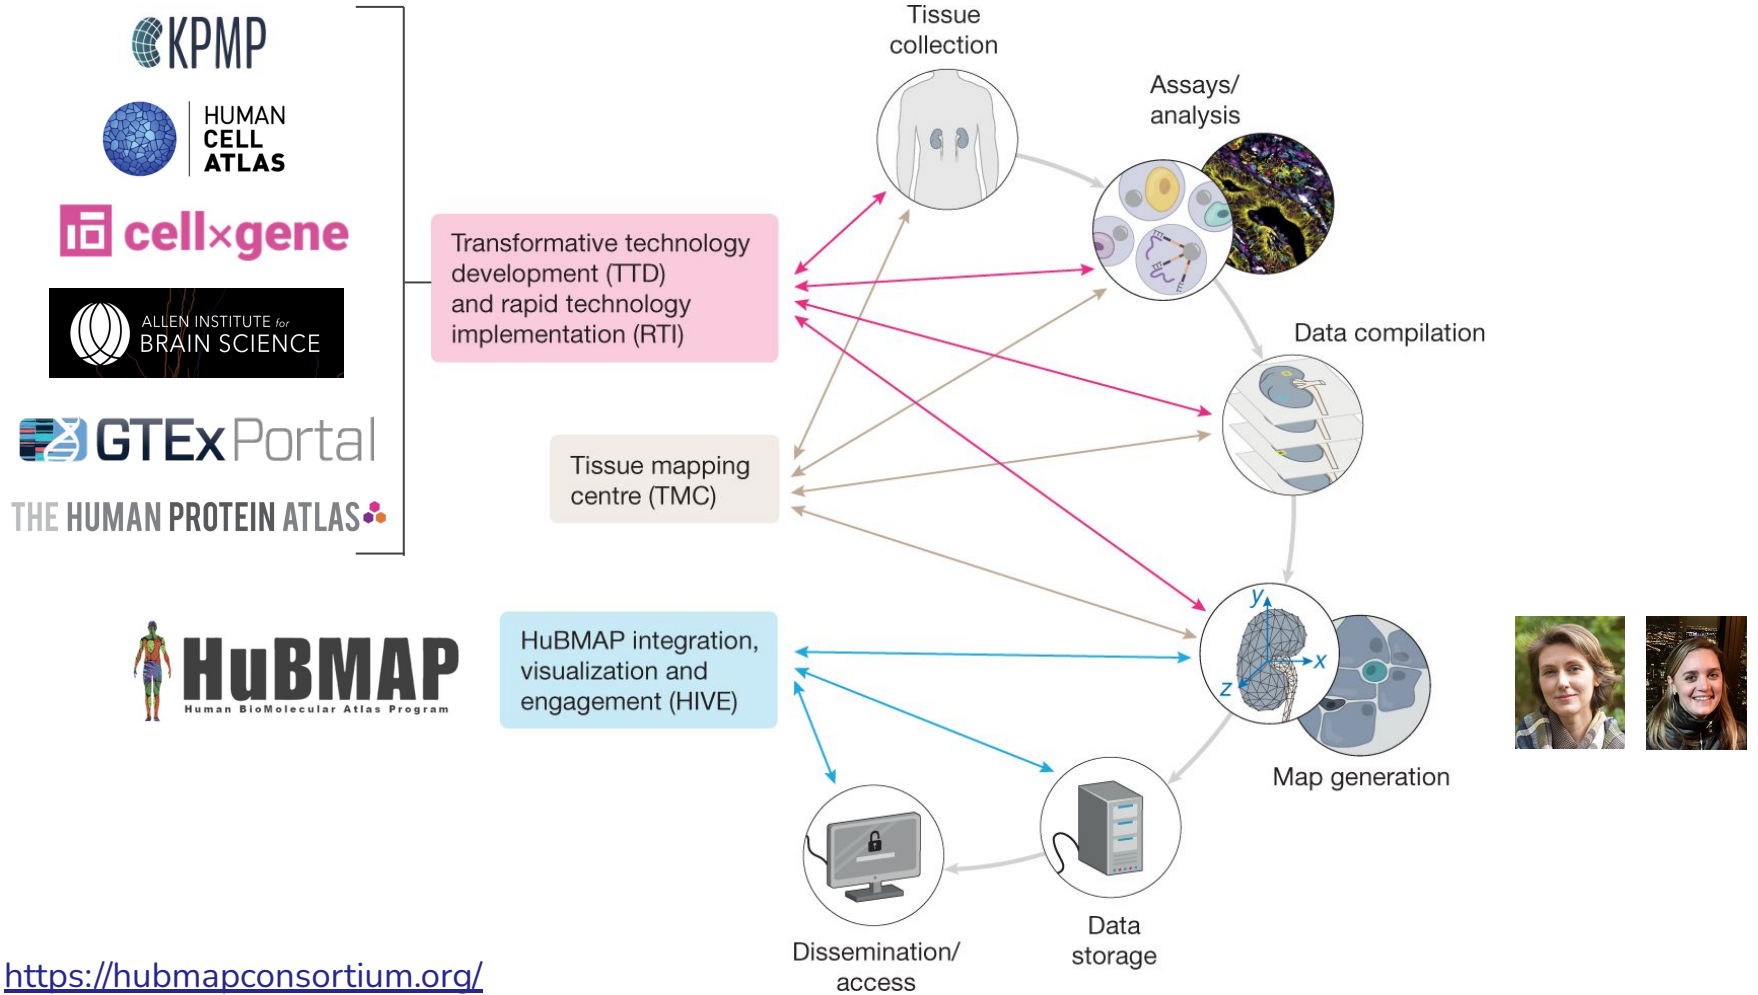 KPMP
HUMAN
CELL
ATLAS
cell×gene
ALLEN INSTITUTE for
BRAIN SCIENCE
GTEx Portal
THE HUMAN PROTEIN ATLAS
HuBMAP
Human BioMolecular Atlas Program
https://hubmapconsortium.org/
Transformative technology
development (TTD)
and rapid technology
implementation (RTI)
Tissue mapping
centre (TMC)
HuBMAP integration,
visualization and
engagement (HIVE)
Tissue
collection
Assays/
analysis
Data compilation
y
x
z
Map generation
Data
storage
Dissemination/
access